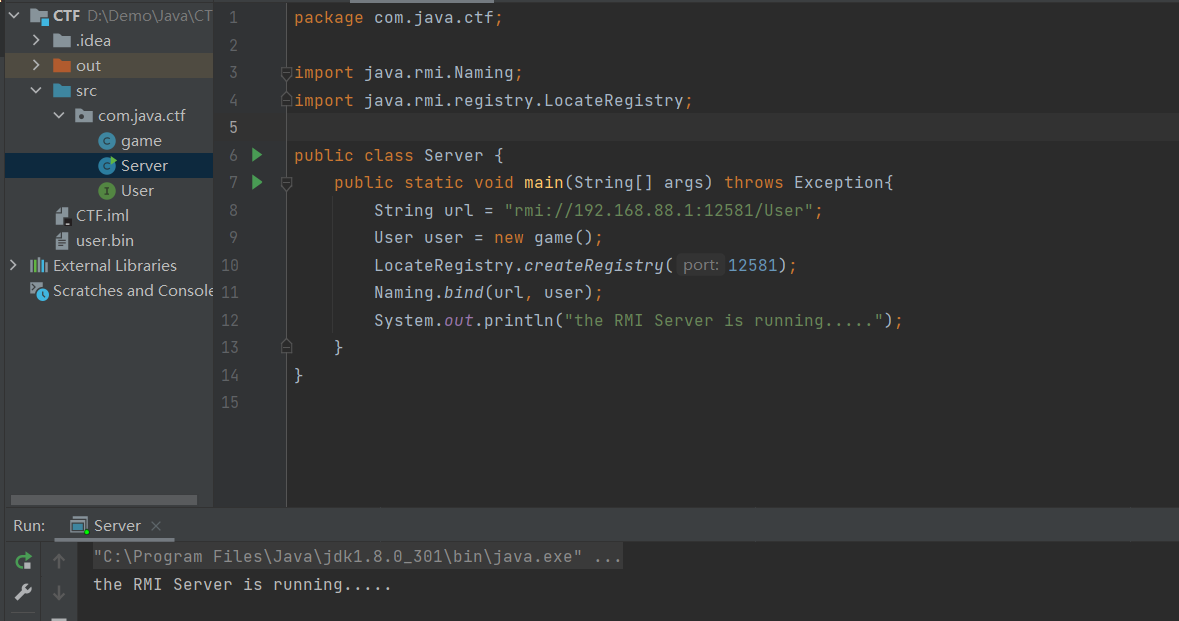 CTF D:\Demo\Java\CT
.idea
out
src
com.java.ctf
game
Server
User
CTF.iml
user.bin
External Libraries
Scratches and Console
1 package com.java.ctf;
2
3 import java.rmi.Naming;
4 import java.rmi.registry.LocateRegistry;
5
6 public class Server {
7 public static void main(String[] args) throws Exception{
8 String url = "rmi://192.168.88.1:12581/User";
9 User user = new game();
10 LocateRegistry.createRegistry( port: 12581);
11 Naming.bind(url, user);
12 System.out.println("the RMI Server is running.....");
13 }
14 }
15
Run: Server
"C:\Program Files\Java\jdk1.8.0_301\bin\java.exe" ...
the RMI Server is running.....